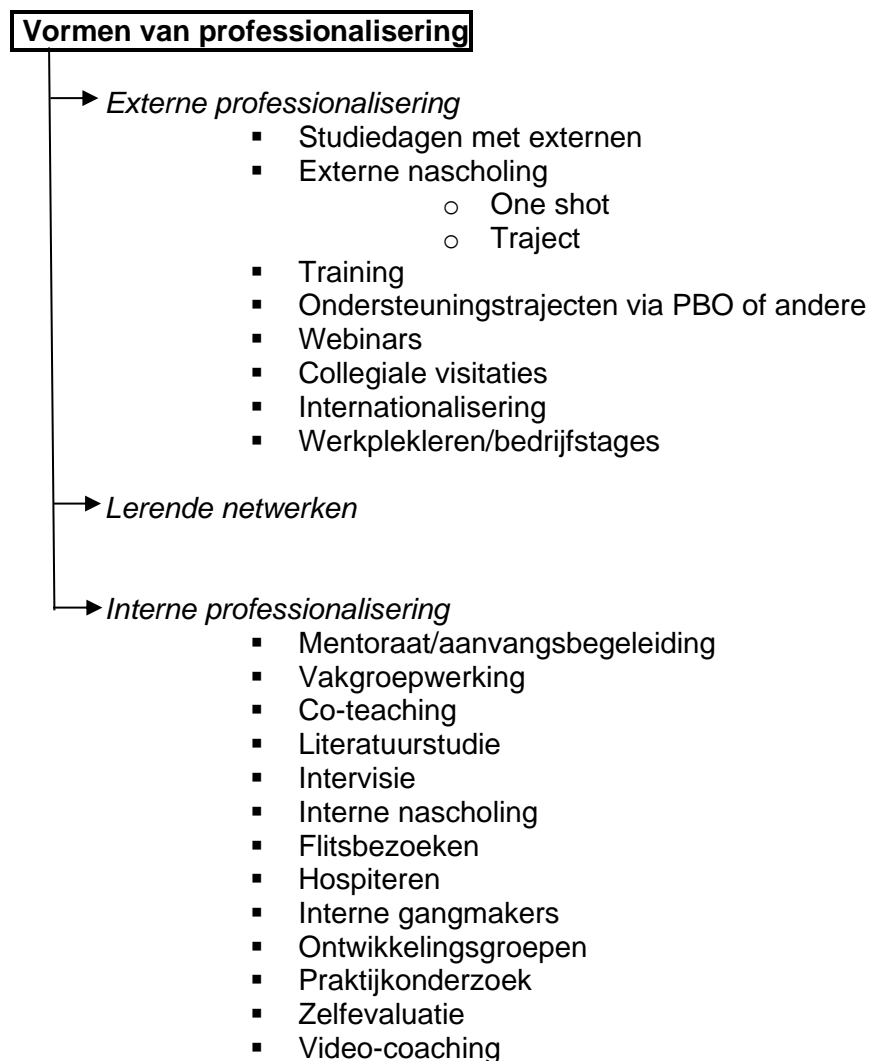 Vormen van professionalisering
Externe professionalisering
▪ Studiedagen met externen
▪ Externe nascholing
o One shot
o Traject
▪ Training
▪ Ondersteuningstrajecten via PBO of andere
▪ Webinars
▪ Collegiale visitaties
▪ Internationalisering
▪ Werkplekleren/bedrijfstages
Lerende netwerken
Interne professionalisering
▪ Mentoraat/aanvangsbegeleiding
▪ Vakgroepwerking
▪ Co-teaching
▪ Literatuurstudie
▪ Intervisie
▪ Interne nascholing
▪ Flitsbezoeken
▪ Hospiteren
▪ Interne gangmakers
▪ Ontwikkelingsgroepen
▪ Praktijkonderzoek
▪ Zelfevaluatie
▪ Video-coaching